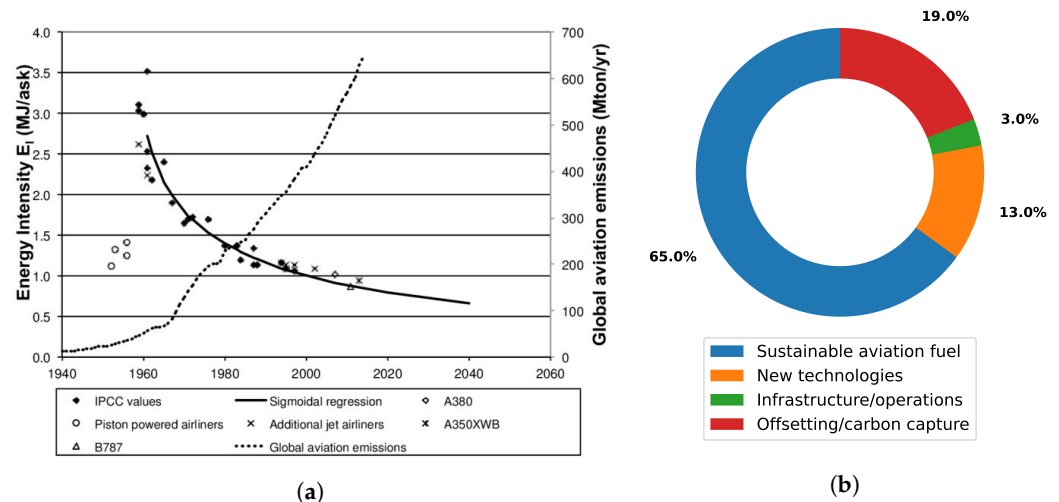 4.0
3.5
3.0
2.5
2.0
1.5
1.0
0.5
0.0
Energy Intensity EI (MJ/ask)
700
600
500
400
300
200
100
0
Global aviation emissions (Mton/yr)
1940 1960 1980 2000 2020 2040 2060
IPCC values Sigmoidal regression A380
Piston powered airliners Additional jet airliners A350XWB
B787 Global aviation emissions
(a)
19.0%
3.0%
13.0%
65.0%
Sustainable aviation fuel
New technologies
Infrastructure/operations
Offsetting/carbon capture
(b)